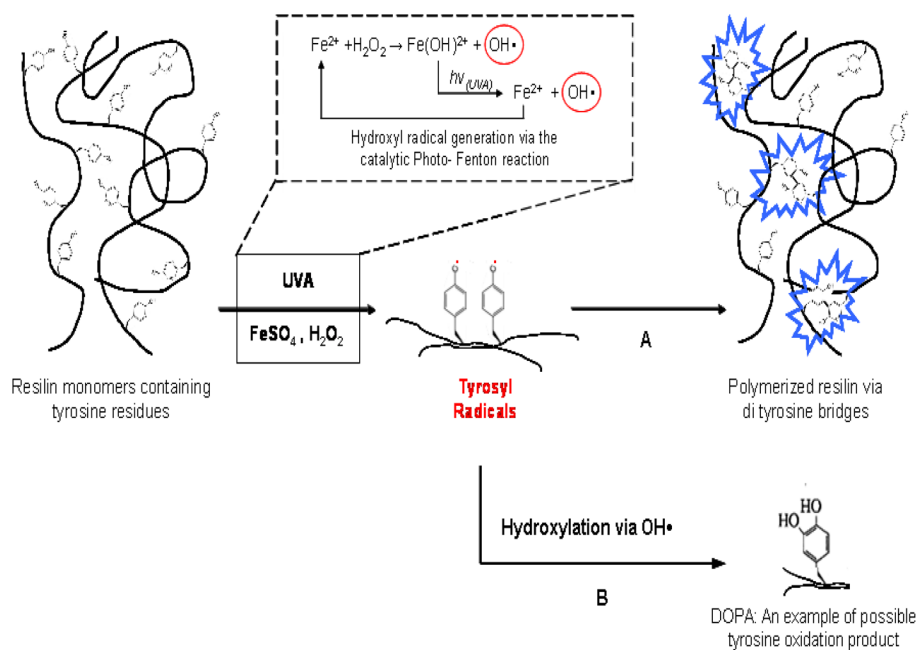 Fe²⁺ +H₂O₂ → Fe(OH)²⁺ + OH•
hv (UVA)
Fe²⁺ + OH•
Hydroxyl radical generation via the
catalytic Photo- Fenton reaction
UVA
FeSO₄ , H₂O₂
A
Resilin monomers containing
tyrosine residues
Tyrosyl
Radicals
Polymerized resilin via
di tyrosine bridges
Hydroxylation via OH•
B
HO
HO
DOPA: An example of possible
tyrosine oxidation product